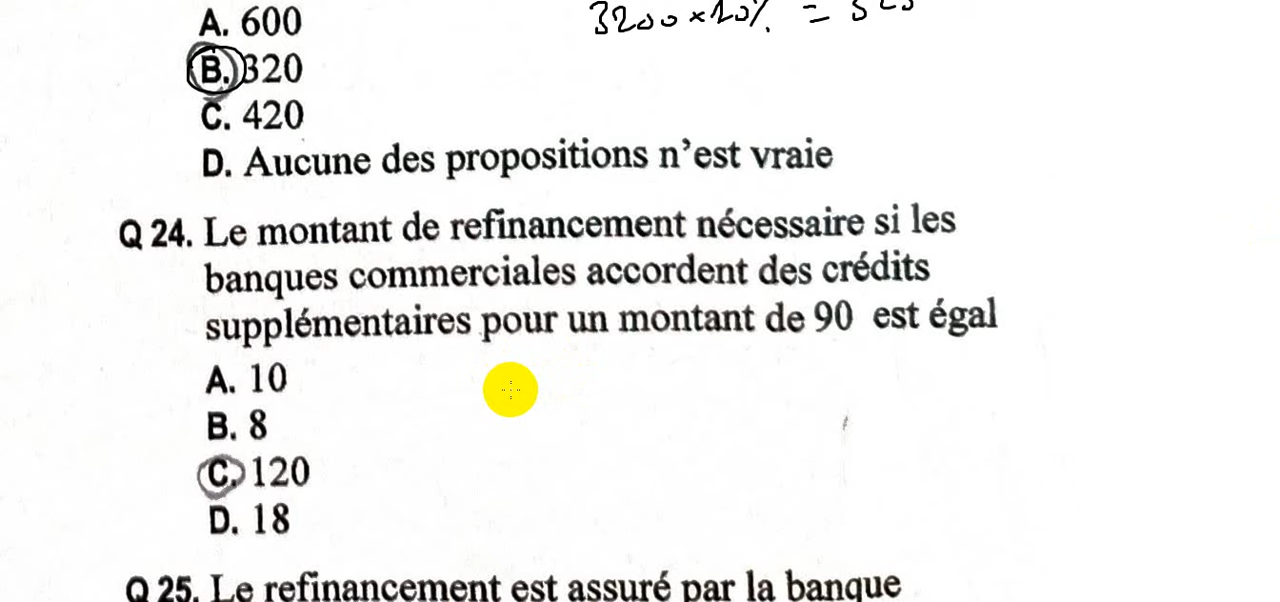 A. 600
3200 x 10% =
B. 320
C. 420
D. Aucune des propositions n'est vraie
Q 24. Le montant de refinancement nécessaire si les
banques commerciales accordent des crédits
supplémentaires pour un montant de 90 est égal
A. 10
B. 8
C. 120
D. 18
Q 25. Le refinancement est assuré par la banque